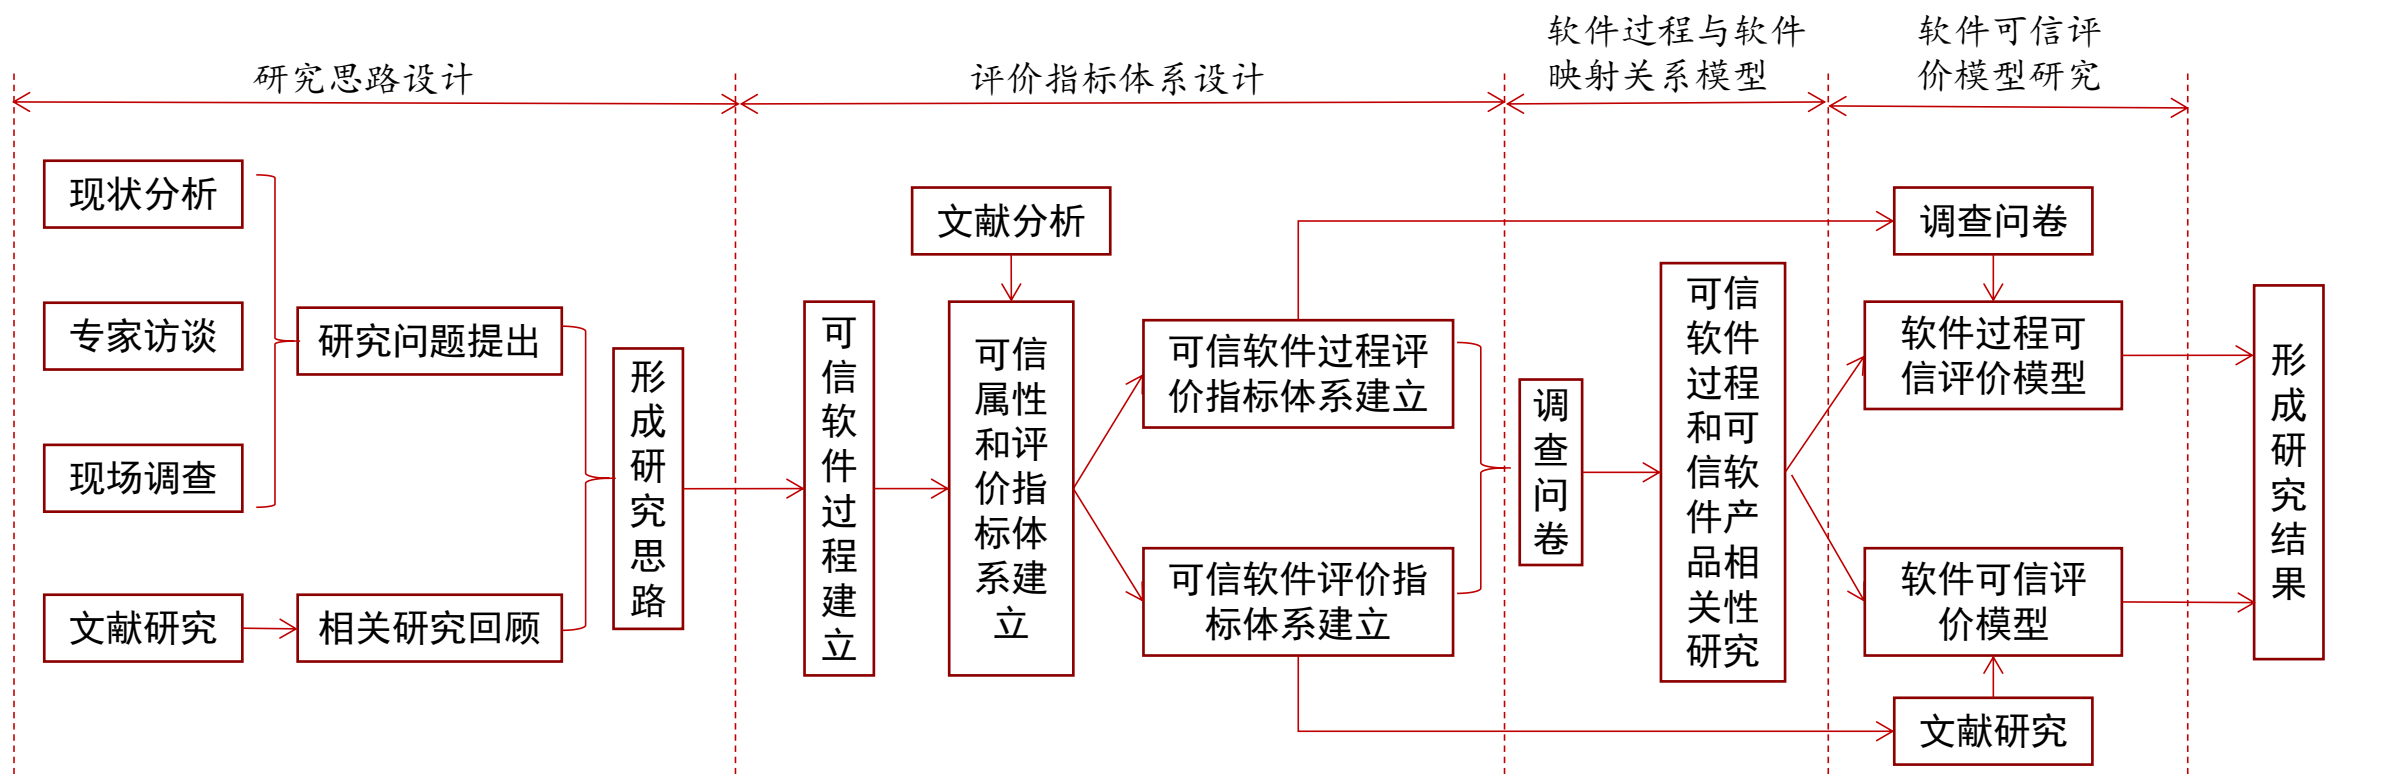 研究思路设计
评价指标体系设计
软件过程与软件
映射关系模型
软件可信评
价模型研究
现状分析
专家访谈
现场调查
文献研究
研究问题提出
相关研究回顾
形
成
研
究
思
路
可
信
软
件
过
程
建
立
文献分析
可信
属性
和评
价指
标体
系建
立
可信软件过程评
价指标体系建立
可信软件评价指
标体系建立
调
查
问
卷
可信
软件
过程
和可
信软
件产
品相
关性
研究
调查问卷
软件过程可
信评价模型
软件可信评
价模型
文献研究
形
成
研
究
结
果